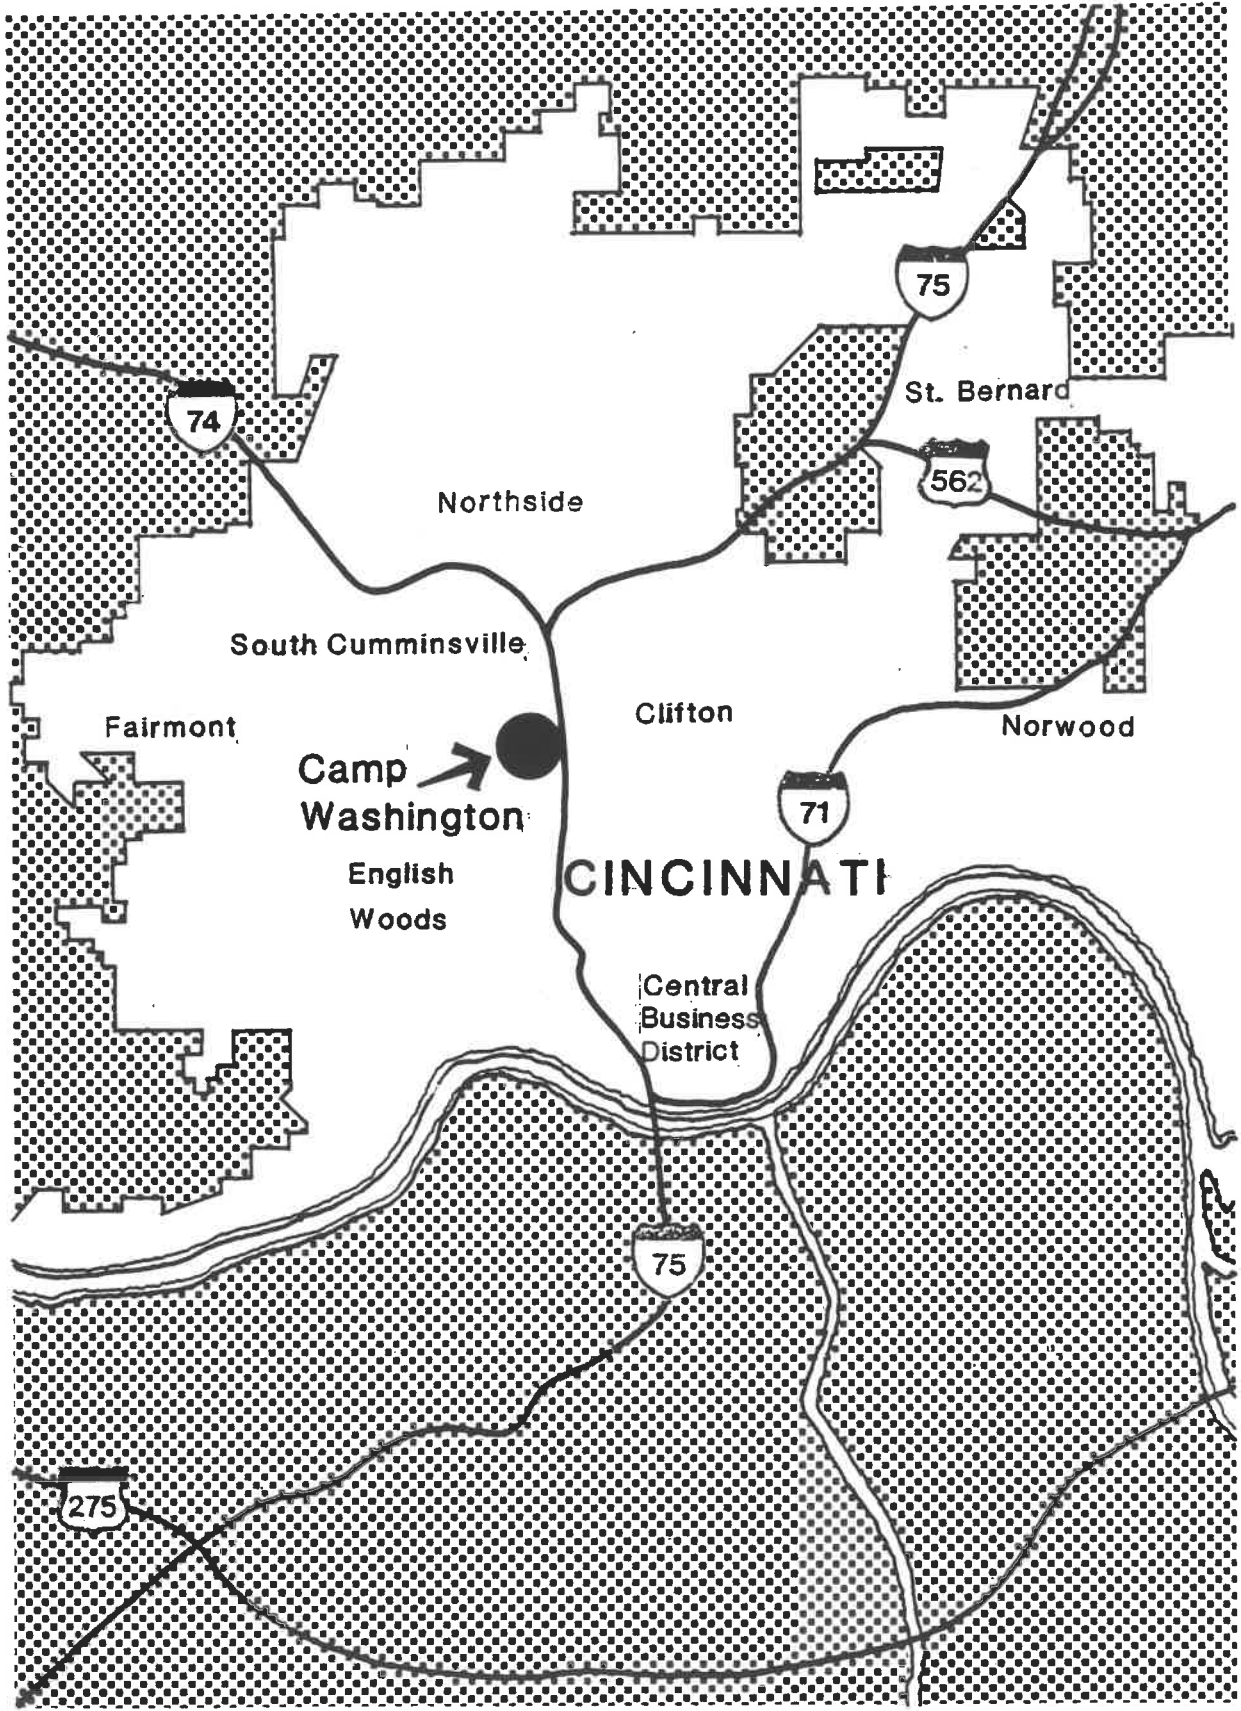 75
St. Bernard
74
562
Northside
South Cumminsville
Clifton
Fairmont
Norwood
Camp
Washington
71
English
Woods
CINCINNATI
Central
Business
District
75
275